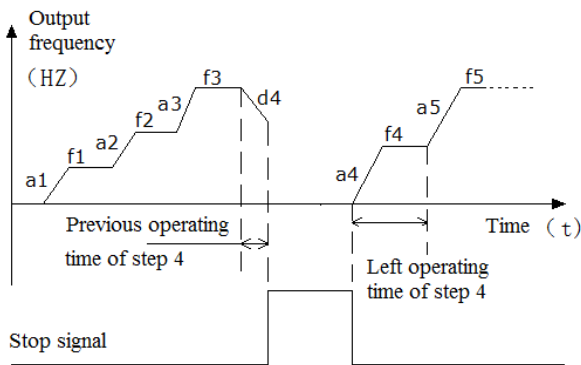 Output
frequency
（HZ）
a1
f1
a2
f2
a3
f3
d4
a4
f4
a5
f5
Previous operating
time of step 4
Time （t）
Left operating
time of step 4
Stop signal